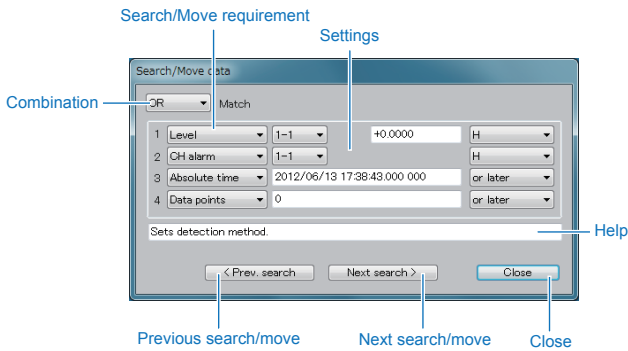 Search/Move requirement
Settings
Search/Move data
Combination
OR Match
1 Level 1-1 +0.0000 H
2 CH alarm 1-1 H
3 Absolute time 2012/06/13 17:38:43.000 000 or later
4 Data points 0 or later
Sets detection method.
Help
< Prev. search Next search > Close
Previous search/move Next search/move Close